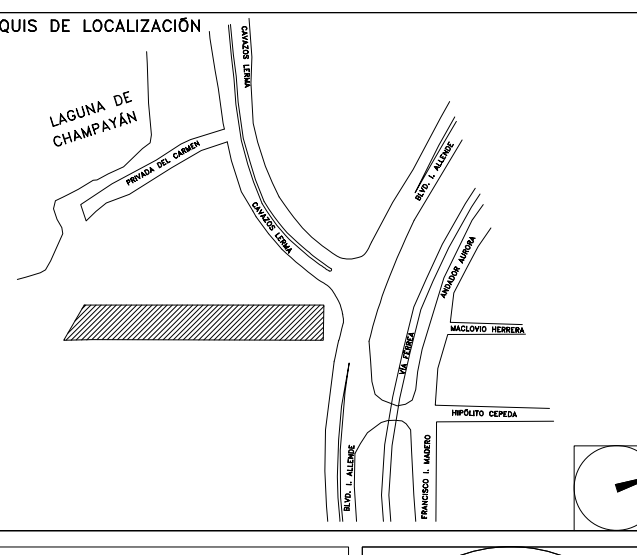 QUIS DE LOCALIZACIÓN
LAGUNA DE
CHAMPAYÁN
CAVAZOS LERMA
PRIVADA DEL CARMEN
BLVD. I. ALLENDE
CAVAZOS LERMA
ANDADOR AURORA
MACLOVIO HERRERA
VÍA FERREA
HIPÓLITO CEPEDA
BLVD. I. ALLENDE
FRANCISCO I. MADERO